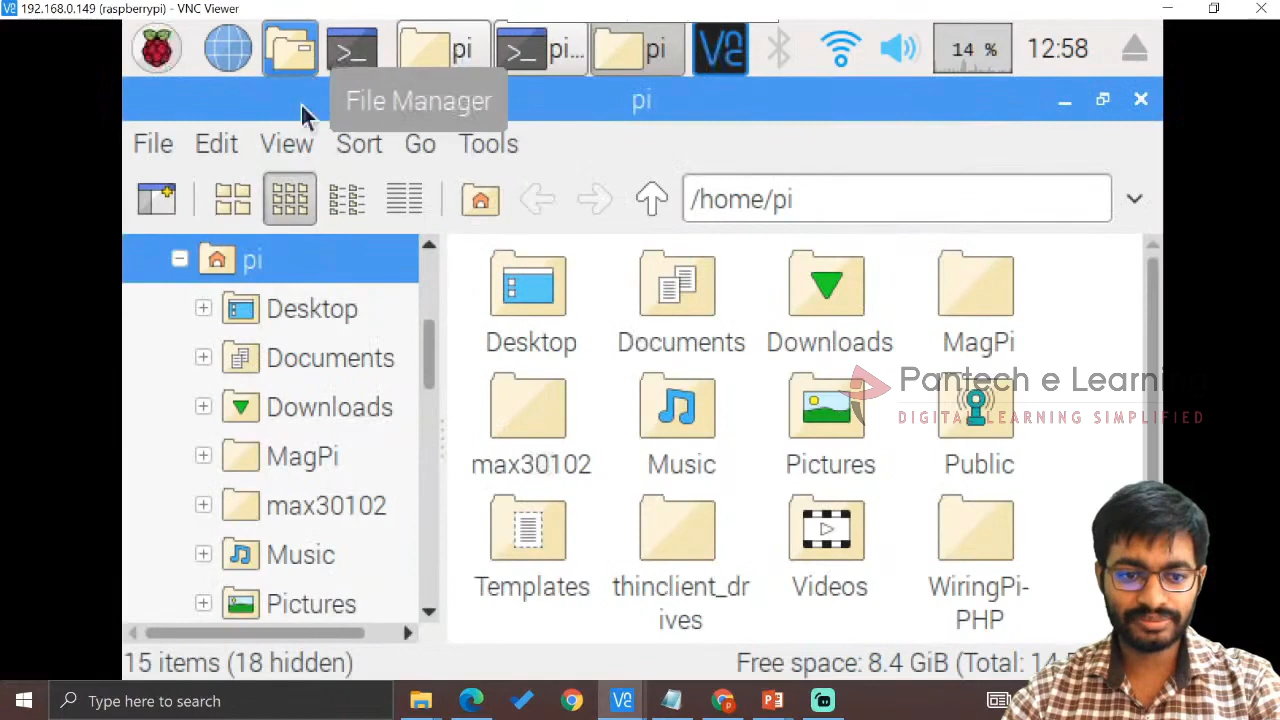 192.168.0.149 (raspberrypi) - VNC Viewer
pi
pi...
pi
14 %
12:58
File Manager
pi
File Edit View Sort Go Tools
/home/pi
pi
Desktop
Documents
Downloads
MagPi
max30102
Music
Pictures
Desktop
Documents
Downloads
MagPi
max30102
Music
Pictures
Public
Templates
thinclient_dr
ives
Videos
WiringPi-
PHP
Pantech e Learning
DIGITAL LEARNING SIMPLIFIED
15 items (18 hidden)
Free space: 8.4 GiB (Total: 14.
Type here to search